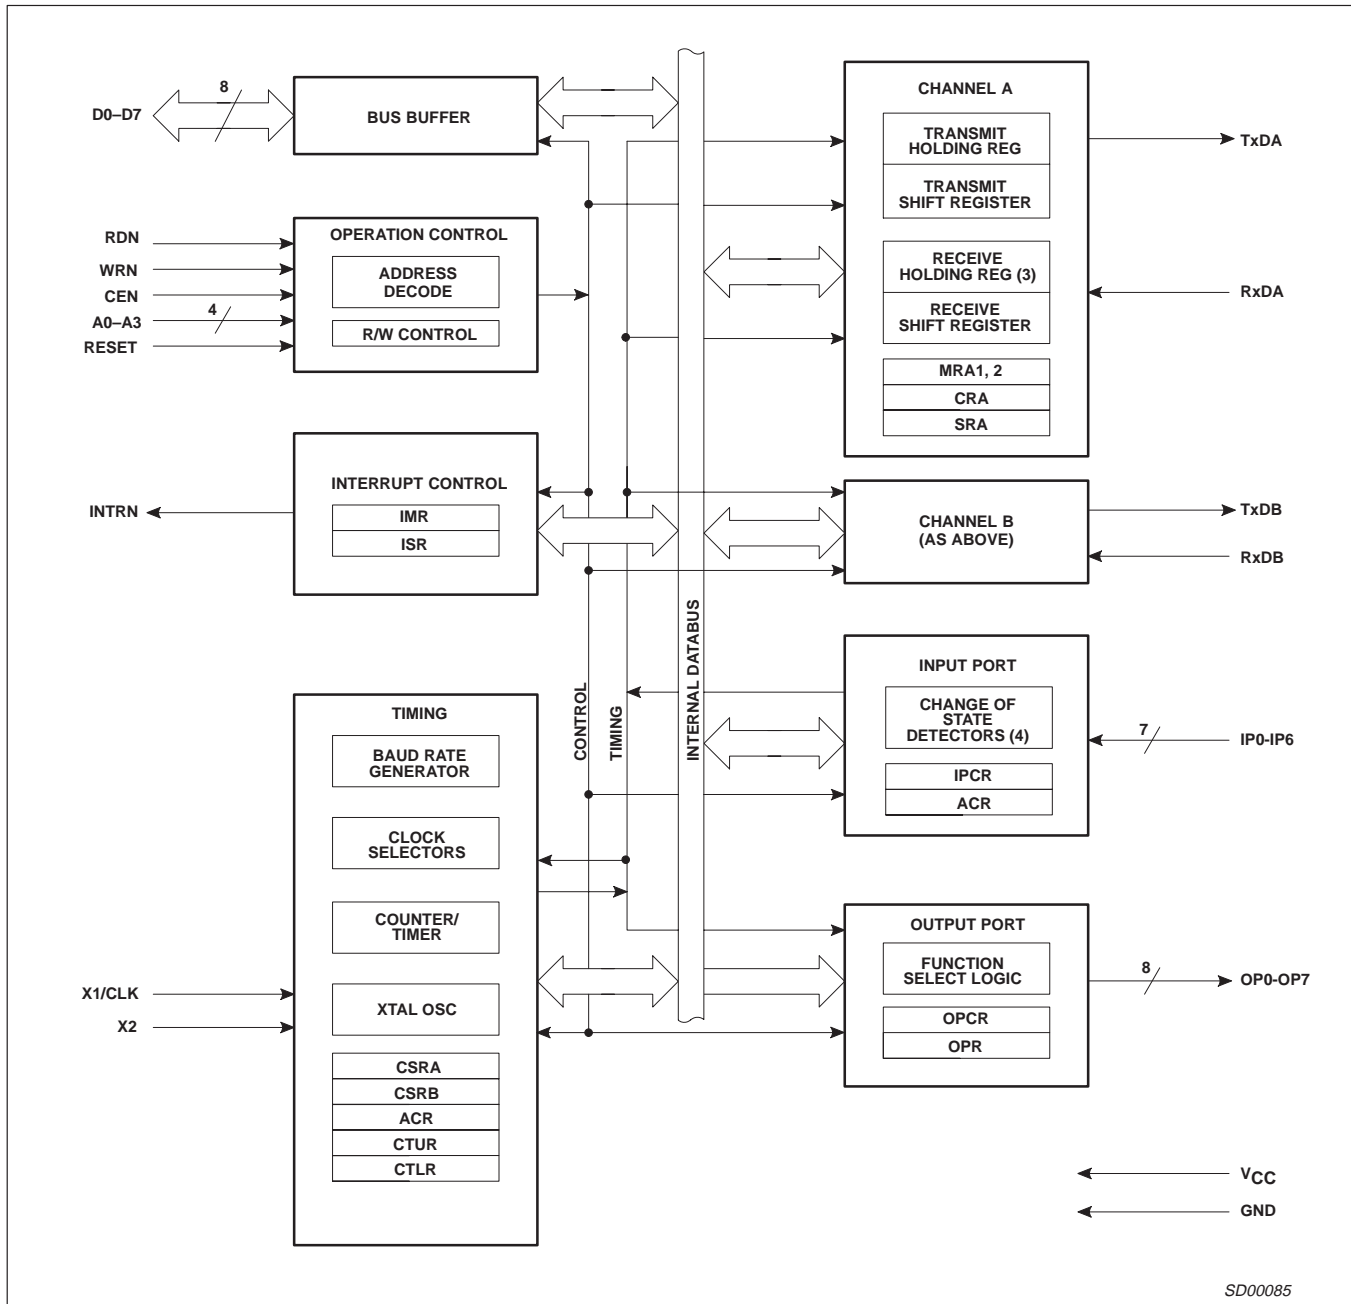 8
D0–D7
BUS BUFFER
RDN
WRN
CEN
A0–A3
4
RESET
OPERATION CONTROL
ADDRESS
DECODE
R/W CONTROL
INTRN
INTERRUPT CONTROL
IMR
ISR
TIMING
BAUD RATE
GENERATOR
CLOCK
SELECTORS
COUNTER/
TIMER
X1/CLK
X2
XTAL OSC
CSRA
CSRB
ACR
CTUR
CTLR
CONTROL
TIMING
INTERNAL DATABUS
CHANNEL A
TRANSMIT
HOLDING REG
TRANSMIT
SHIFT REGISTER
RECEIVE
HOLDING REG (3)
RECEIVE
SHIFT REGISTER
MRA1, 2
CRA
SRA
TxDA
RxDA
CHANNEL B
(AS ABOVE)
TxDB
RxDB
INPUT PORT
CHANGE OF
STATE
DETECTORS (4)
IPCR
ACR
7
IP0-IP6
OUTPUT PORT
FUNCTION
SELECT LOGIC
OPCR
OPR
8
OP0-OP7
VCC
GND
SD00085